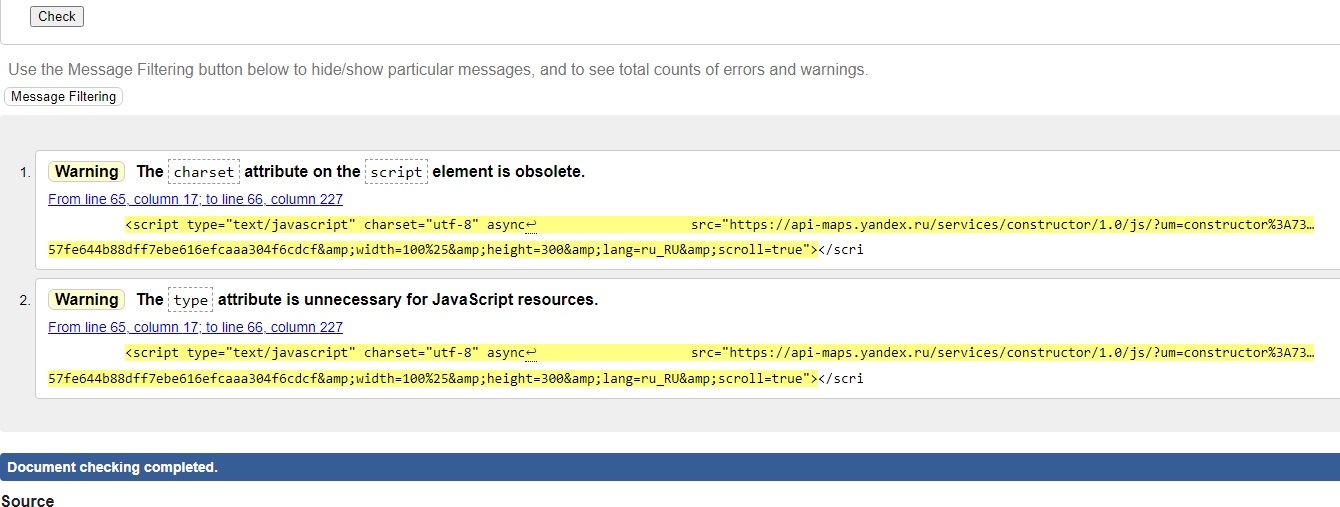 Check
Use the Message Filtering button below to hide/show particular messages, and to see total counts of errors and warnings.
Message Filtering
1. Warning The charset attribute on the script element is obsolete.
From line 65, column 17; to line 66, column 227
<script type="text/javascript" charset="utf-8" async↩ src="https://api-maps.yandex.ru/services/constructor/1.0/js/?um=constructor%3A73…
57fe644b88dff7ebe616efcaaa304f6cdcf&amp;width=100%25&amp;height=300&amp;lang=ru_RU&amp;scroll=true"></scri
2. Warning The type attribute is unnecessary for JavaScript resources.
From line 65, column 17; to line 66, column 227
<script type="text/javascript" charset="utf-8" async↩ src="https://api-maps.yandex.ru/services/constructor/1.0/js/?um=constructor%3A73…
57fe644b88dff7ebe616efcaaa304f6cdcf&amp;width=100%25&amp;height=300&amp;lang=ru_RU&amp;scroll=true"></scri
Document checking completed.
Source